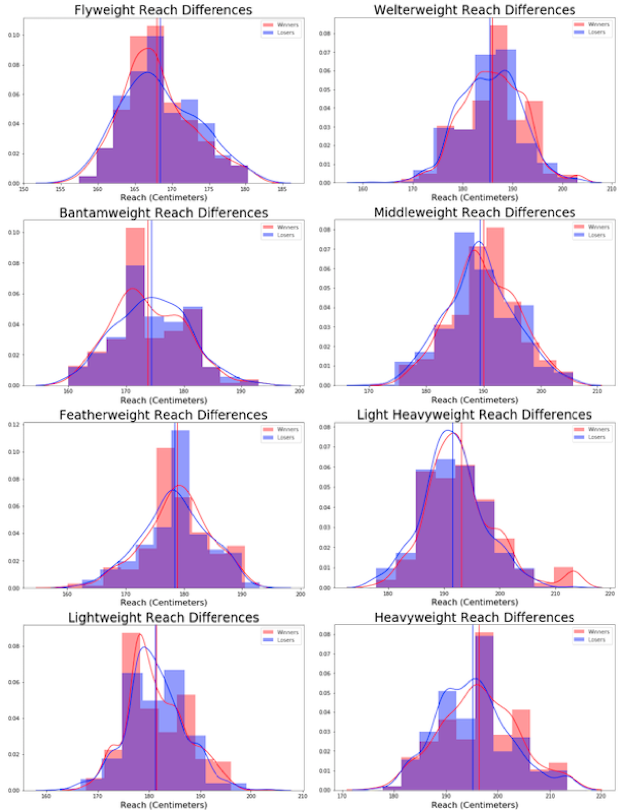 Flyweight Reach Differences
Winners
Losers
0.10
0.08
0.06
0.04
0.02
0.00
150 155 160 165 170 175 180 185
Reach (Centimeters)
Welterweight Reach Differences
Winners
Losers
0.08
0.07
0.06
0.05
0.04
0.03
0.02
0.01
0.00
160 170 180 190 200 210
Reach (Centimeters)
Bantamweight Reach Differences
Winners
Losers
0.10
0.08
0.06
0.04
0.02
0.00
160 170 180 190 200
Reach (Centimeters)
Middleweight Reach Differences
Winners
Losers
0.08
0.07
0.06
0.05
0.04
0.03
0.02
0.01
0.00
170 180 190 200 210
Reach (Centimeters)
Featherweight Reach Differences
Winners
Losers
0.12
0.10
0.08
0.06
0.04
0.02
0.00
160 170 180 190 200
Reach (Centimeters)
Light Heavyweight Reach Differences
Winners
Losers
0.08
0.07
0.06
0.05
0.04
0.03
0.02
0.01
0.00
180 190 200 210 220
Reach (Centimeters)
Lightweight Reach Differences
Winners
Losers
0.08
0.06
0.04
0.02
0.00
160 170 180 190 200 210
Reach (Centimeters)
Heavyweight Reach Differences
Winners
Losers
0.08
0.07
0.06
0.05
0.04
0.03
0.02
0.01
0.00
170 180 190 200 210 220
Reach (Centimeters)